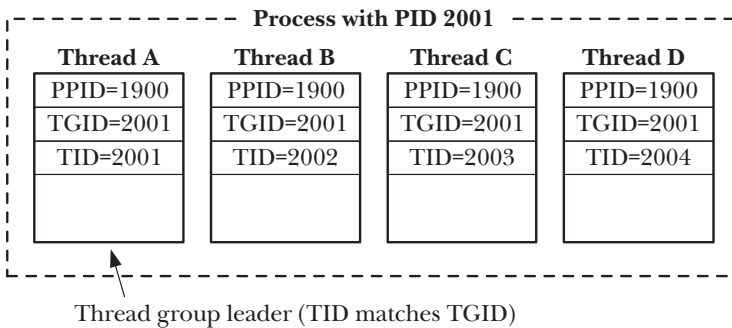 Process with PID 2001
Thread A Thread B Thread C Thread D
PPID=1900 PPID=1900 PPID=1900 PPID=1900
TGID=2001 TGID=2001 TGID=2001 TGID=2001
TID=2001 TID=2002 TID=2003 TID=2004
Thread group leader (TID matches TGID)